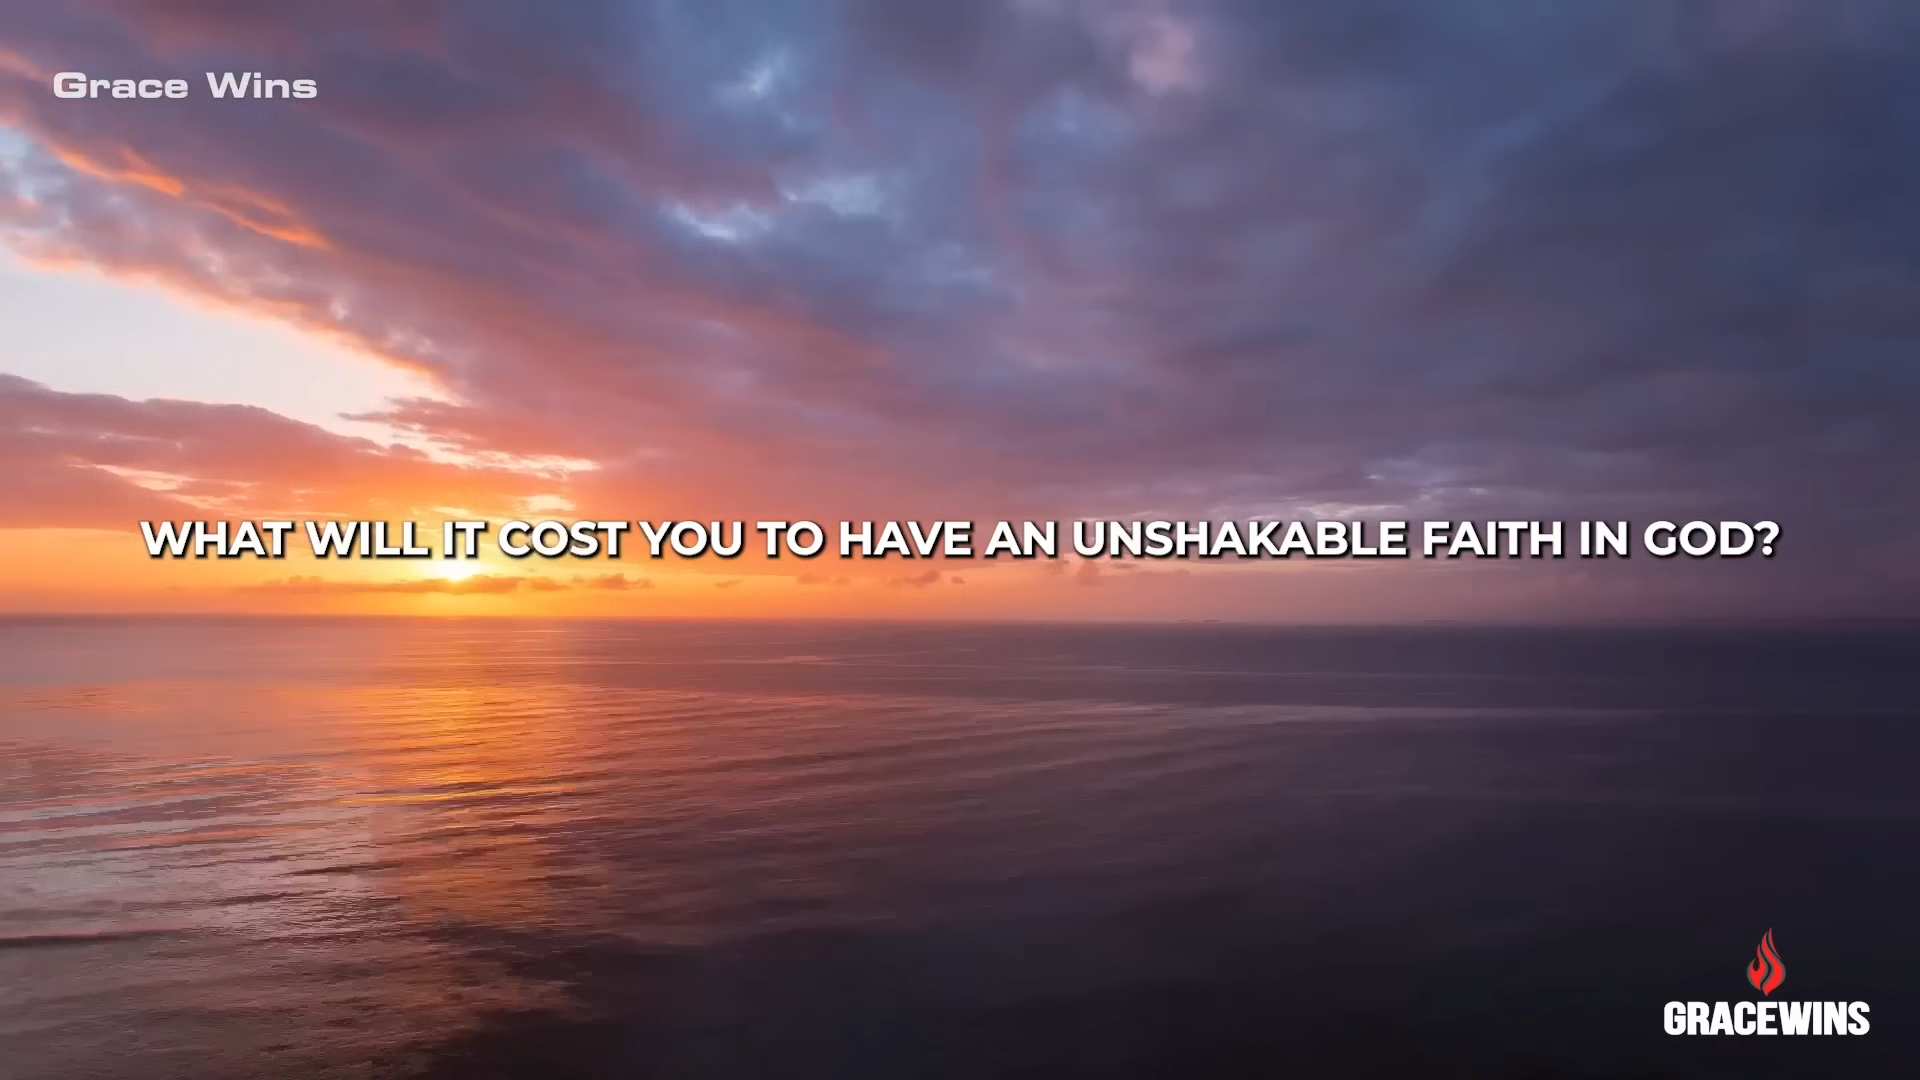 Grace Wins
WHAT WILL IT COST YOU TO HAVE AN UNSHAKABLE FAITH IN GOD?
GRACEWINS